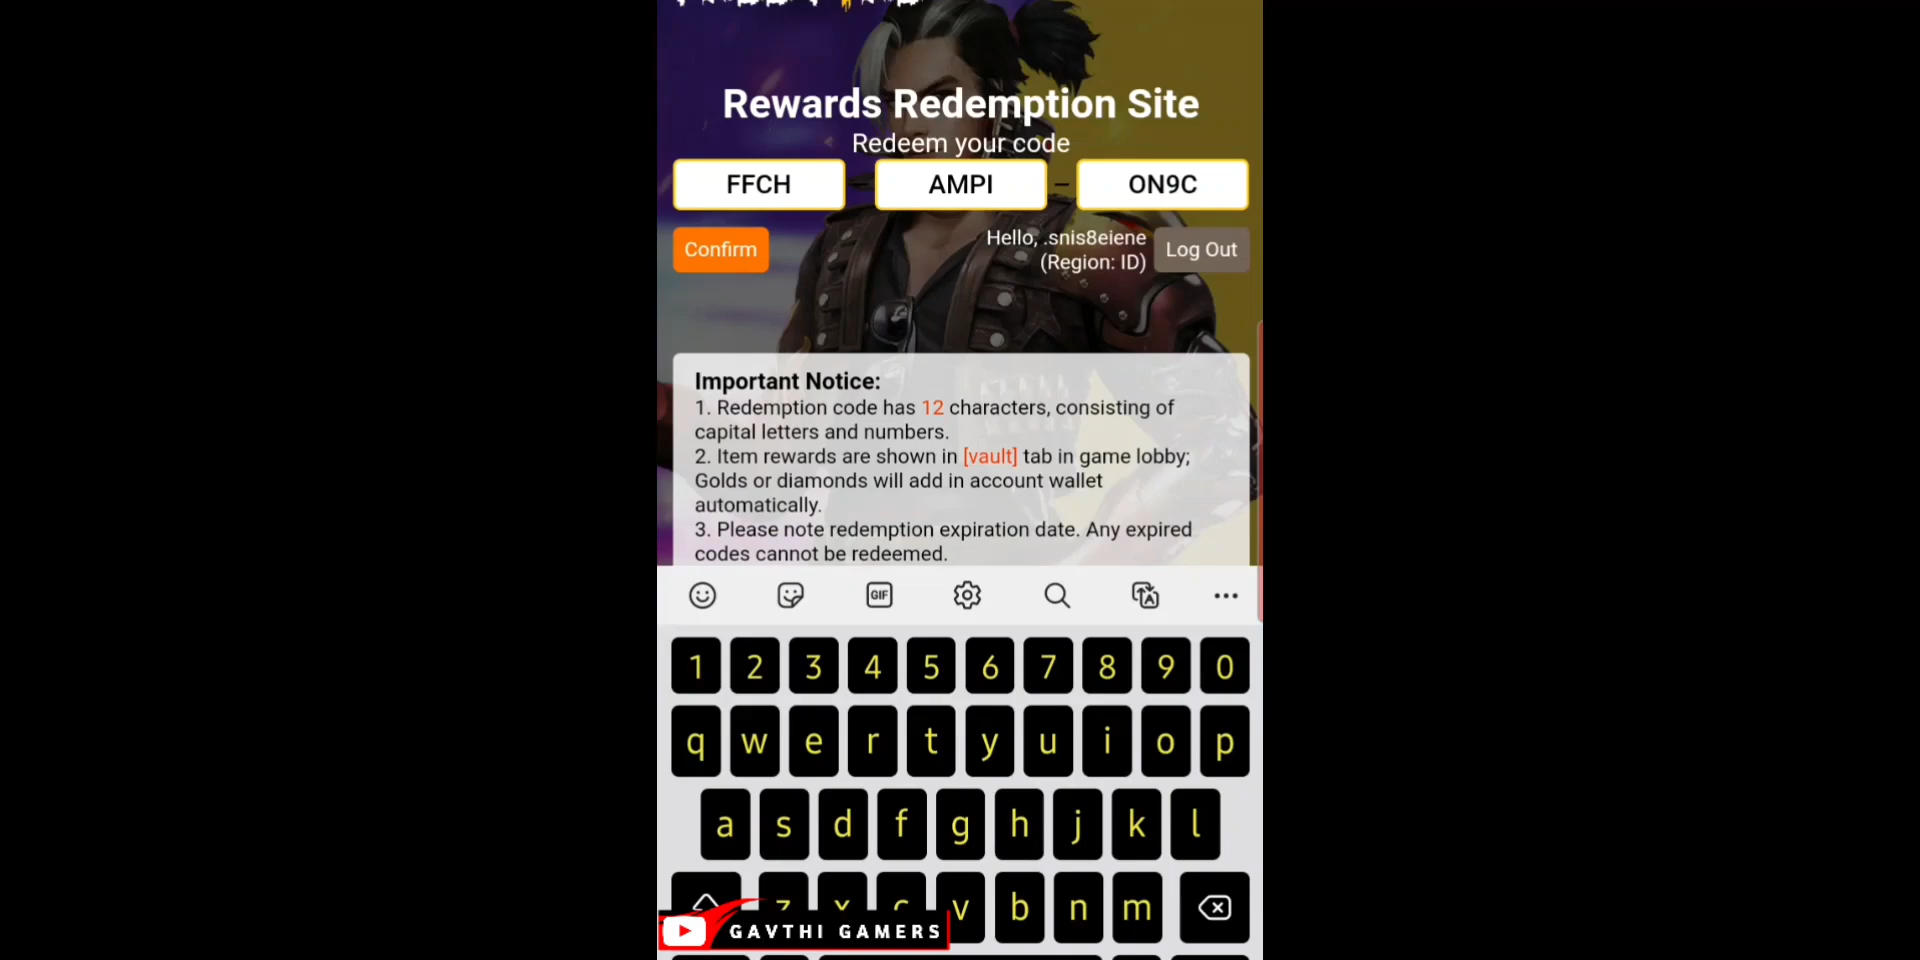 Rewards Redemption Site
Redeem your code
FFCH – AMPI – ON9C
Confirm
Hello, .snis8eiene
(Region: ID)
Log Out
Important Notice:
1. Redemption code has 12 characters, consisting of
capital letters and numbers.
2. Item rewards are shown in [vault] tab in game lobby;
Golds or diamonds will add in account wallet
automatically.
3. Please note redemption expiration date. Any expired
codes cannot be redeemed.
GIF
1 2 3 4 5 6 7 8 9 0
q w e r t y u i o p
a s d f g h j k l
z x c v b n m
GAVTHI GAMERS